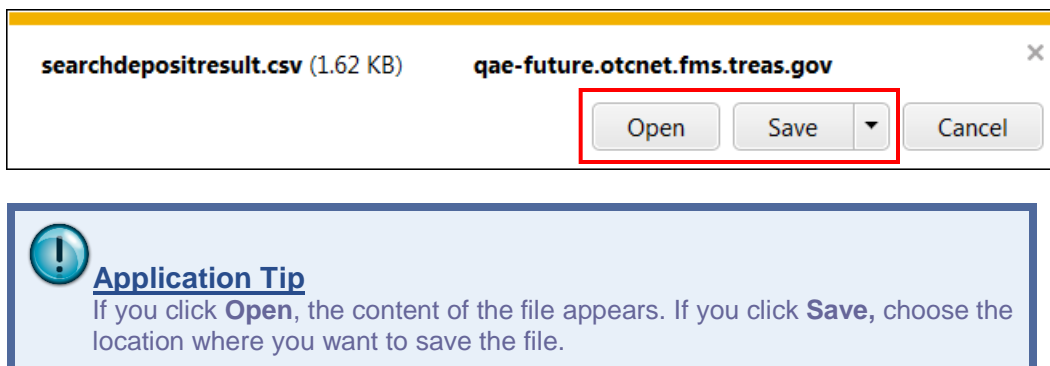 searchdepositresult.csv (1.62 KB) qae-future.otcnet.fms.treas.gov ×
Open Save Cancel
Application Tip
If you click Open, the content of the file appears. If you click Save, choose the
location where you want to save the file.